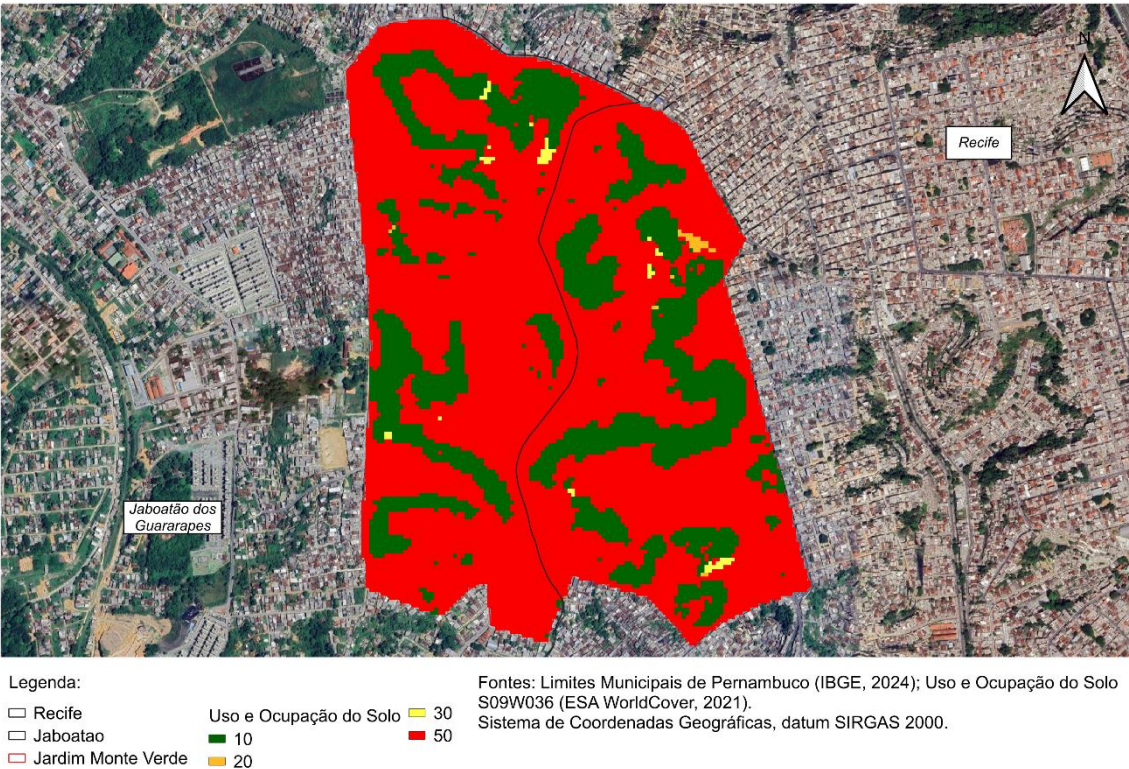 N
Recife
Jaboatão dos
Guararapes
Legenda:
Recife
Jaboatao
Jardim Monte Verde
Uso e Ocupação do Solo
10
20
30
50
Fontes: Limites Municipais de Pernambuco (IBGE, 2024); Uso e Ocupação do Solo
S09W036 (ESA WorldCover, 2021).
Sistema de Coordenadas Geográficas, datum SIRGAS 2000.